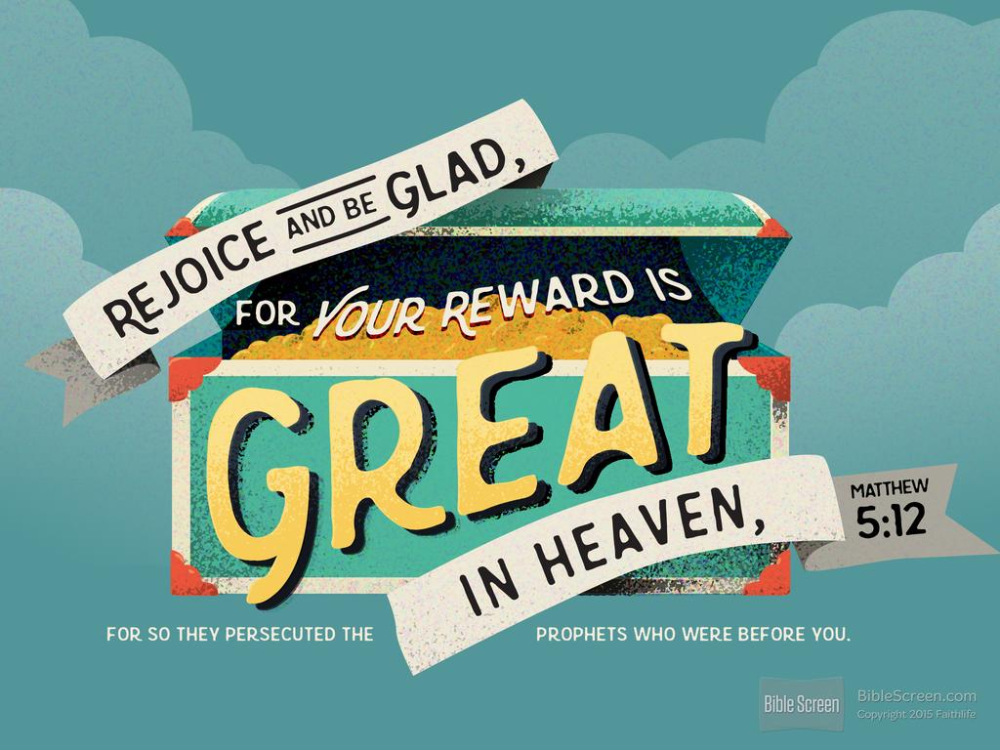 REJOICE AND BE GLAD,
FOR YOUR REWARD IS
GREAT
IN HEAVEN,
MATTHEW
5:12
FOR SO THEY PERSECUTED THE PROPHETS WHO WERE BEFORE YOU.
Bible Screen
BibleScreen.com
Copyright 2015 Faithlife